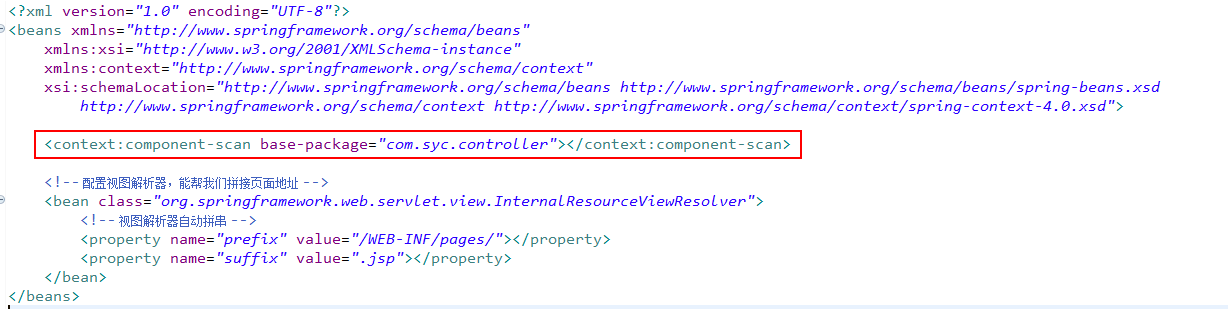 <?xml version="1.0" encoding="UTF-8"?>
<beans xmlns="http://www.springframework.org/schema/beans"
xmlns:xsi="http://www.w3.org/2001/XMLSchema-instance"
xmlns:context="http://www.springframework.org/schema/context"
xsi:schemaLocation="http://www.springframework.org/schema/beans http://www.springframework.org/schema/beans/spring-beans.xsd
http://www.springframework.org/schema/context http://www.springframework.org/schema/context/spring-context-4.0.xsd">
<context:component-scan base-package="com.syc.controller"></context:component-scan>
<!-- 配置视图解析器，能帮我们拼接页面地址 -->
<bean class="org.springframework.web.servlet.view.InternalResourceViewResolver">
<!-- 视图解析器自动拼串 -->
<property name="prefix" value="/WEB-INF/pages/"></property>
<property name="suffix" value=".jsp"></property>
</bean>
</beans>